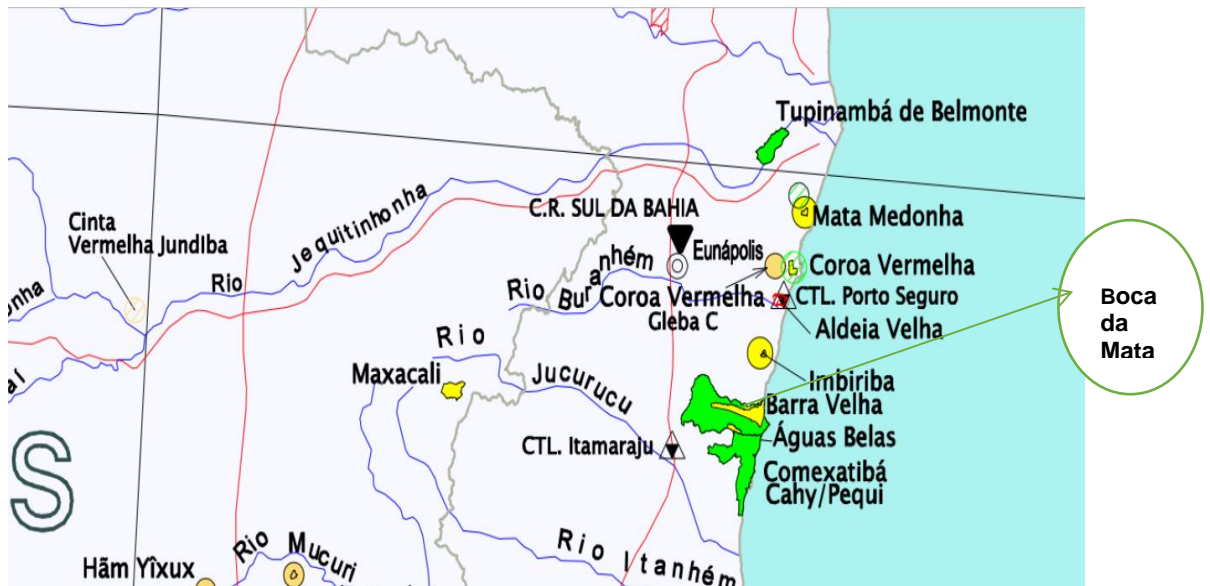 Tupinambá de Belmonte
Jequitinhonha
C.R. SUL DA BAHIA
Mata Medonha
Cinta
Vermelha Jundiba
Eunápolis
Rio
Buranhém
Coroa Vermelha
Rio
Coroa Vermelha
Gleba C
CTL. Porto Seguro
Aldeia Velha
Boca
da
Mata
Rio
Jucurucu
Maxacali
Imbiriba
Barra Velha
Águas Belas
CTL. Itamaraju
Comexatibá
Cahy/Pequi
S
Rio Itanhém
Rio Mucuri
Hãm Yîxux